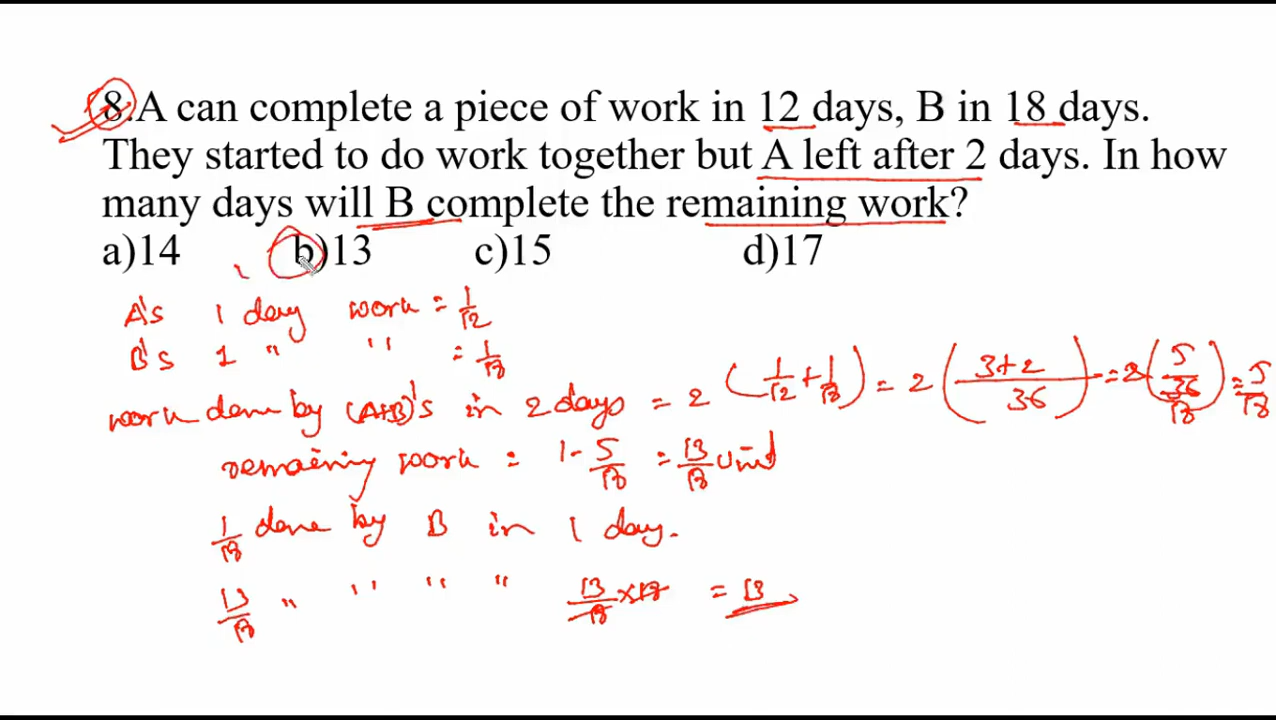 8.A can complete a piece of work in 12 days, B in 18 days.
They started to do work together but A left after 2 days. In how
many days will B complete the remaining work?
a)14 b)13 c)15 d)17
A's 1 day work = 1/12
B's 1 " " = 1/18
work done by (A+B)'s in 2 days = 2 (1/12 + 1/18) = 2 (3+2/36) = 2 (5/36 18) = 5/18
remaining work = 1 - 5/18 = 13/18 unit
1/18 done by B in 1 day.
13/18 " " " " 13/18 × 18 = 13